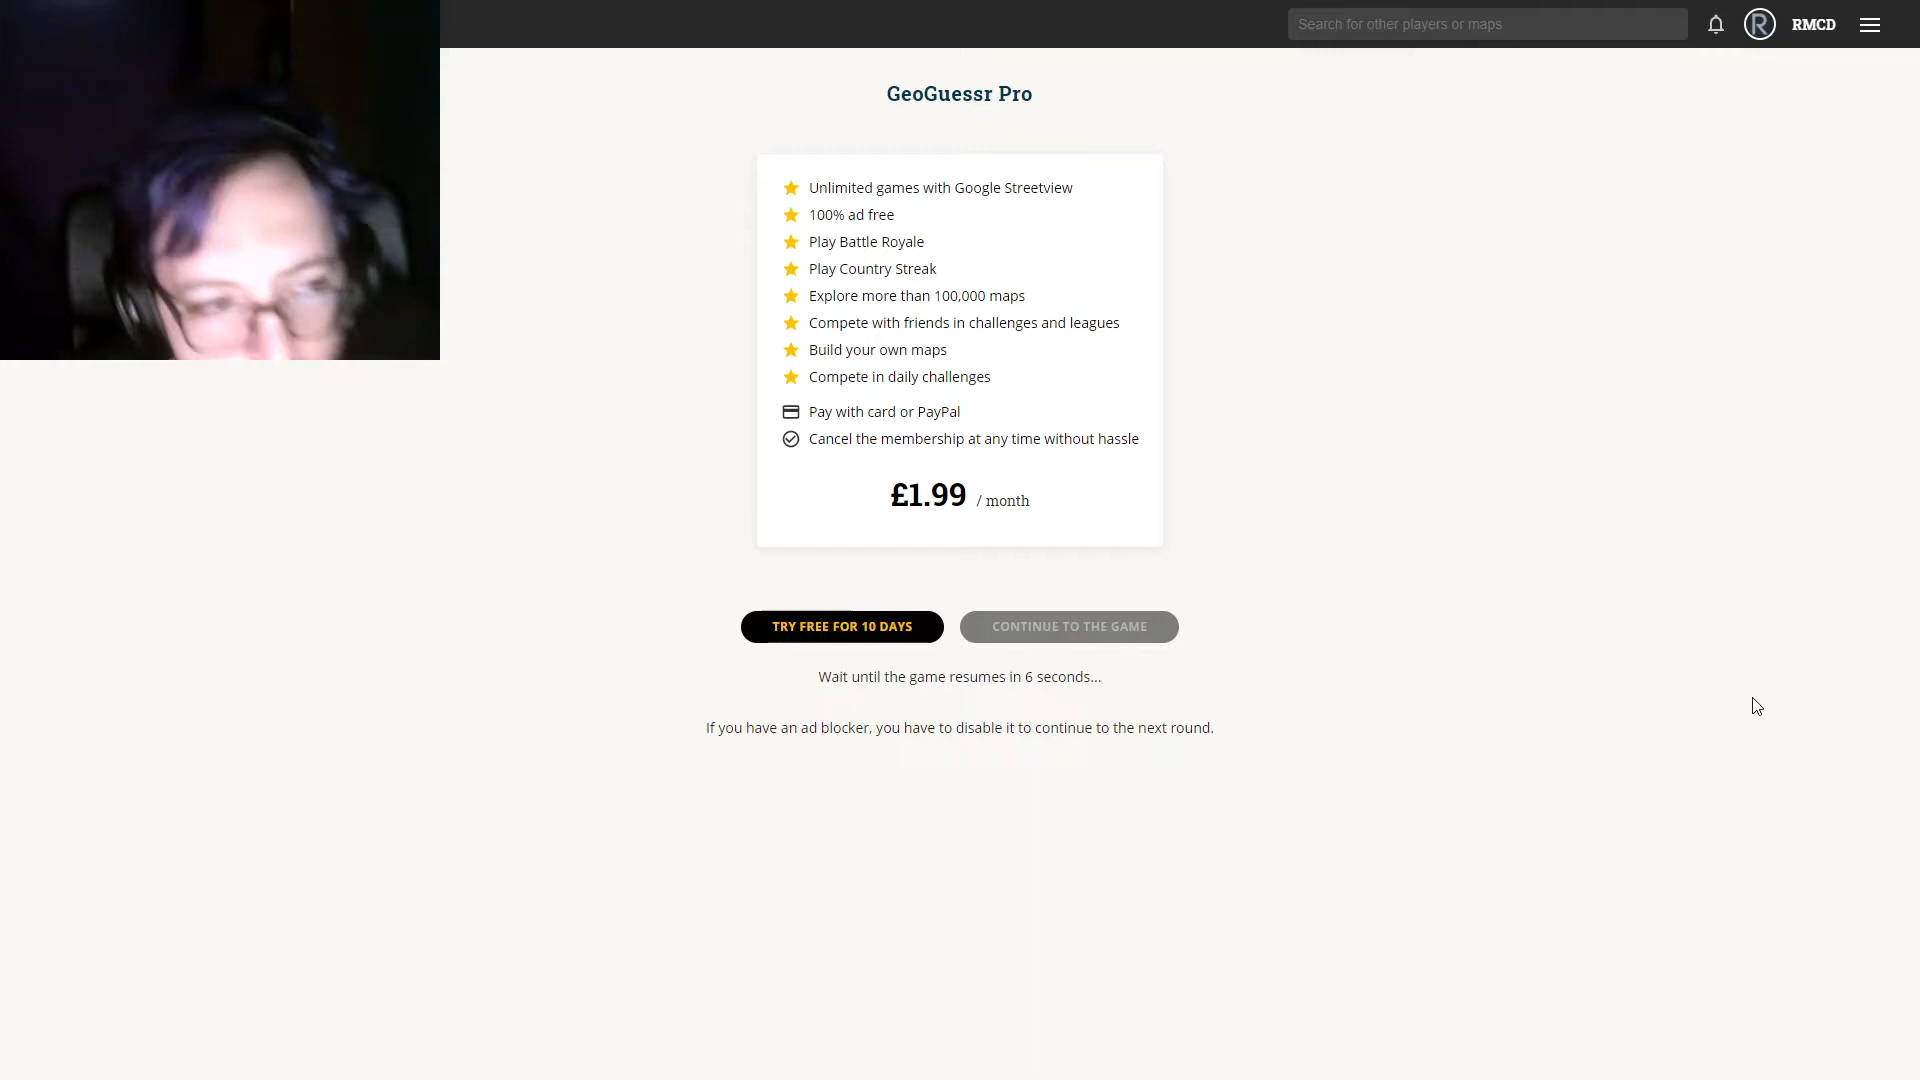 Search for other players or maps
R
RMCD
GeoGuessr Pro
Unlimited games with Google Streetview
100% ad free
Play Battle Royale
Play Country Streak
Explore more than 100,000 maps
Compete with friends in challenges and leagues
Build your own maps
Compete in daily challenges
Pay with card or PayPal
Cancel the membership at any time without hassle
£1.99 / month
TRY FREE FOR 10 DAYS
CONTINUE TO THE GAME
Wait until the game resumes in 6 seconds...
If you have an ad blocker, you have to disable it to continue to the next round.